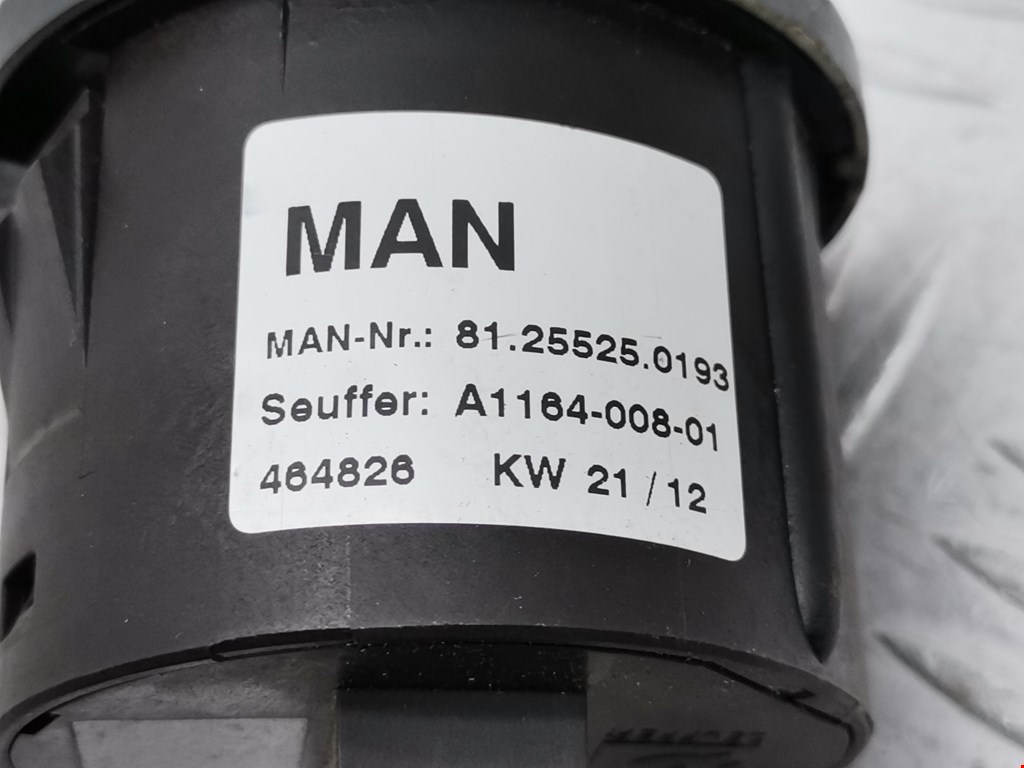 MAN
MAN-Nr.: 81.25525.0193
Seuffer: A1164-008-01
464826 KW 21 / 12